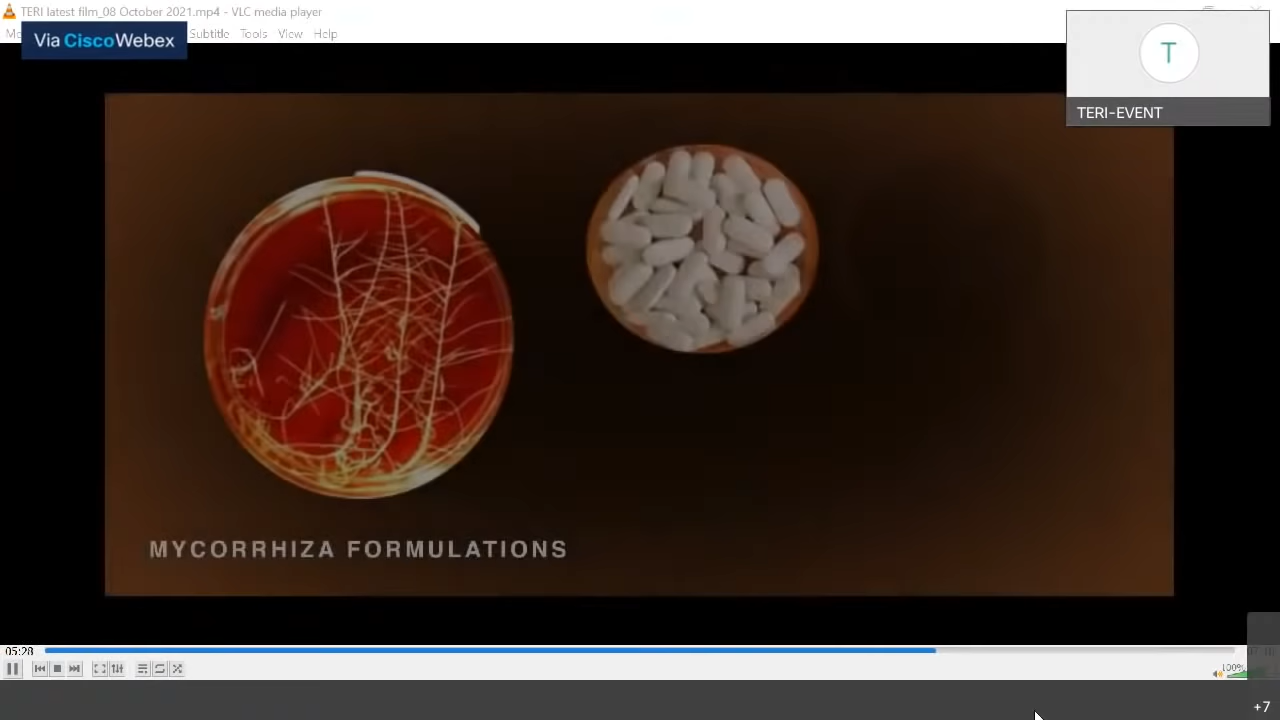 TERI latest film_08 October 2021.mp4 - VLC media player
Via CiscoWebex
Subtitle Tools View Help
T
TERI-EVENT
MYCORRHIZA FORMULATIONS
05:28
100%
+7